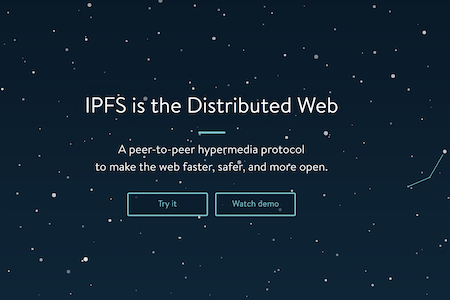 IPFS is the Distributed Web
A peer-to-peer hypermedia protocol
to make the web faster, safer, and more open.
Try it
Watch demo